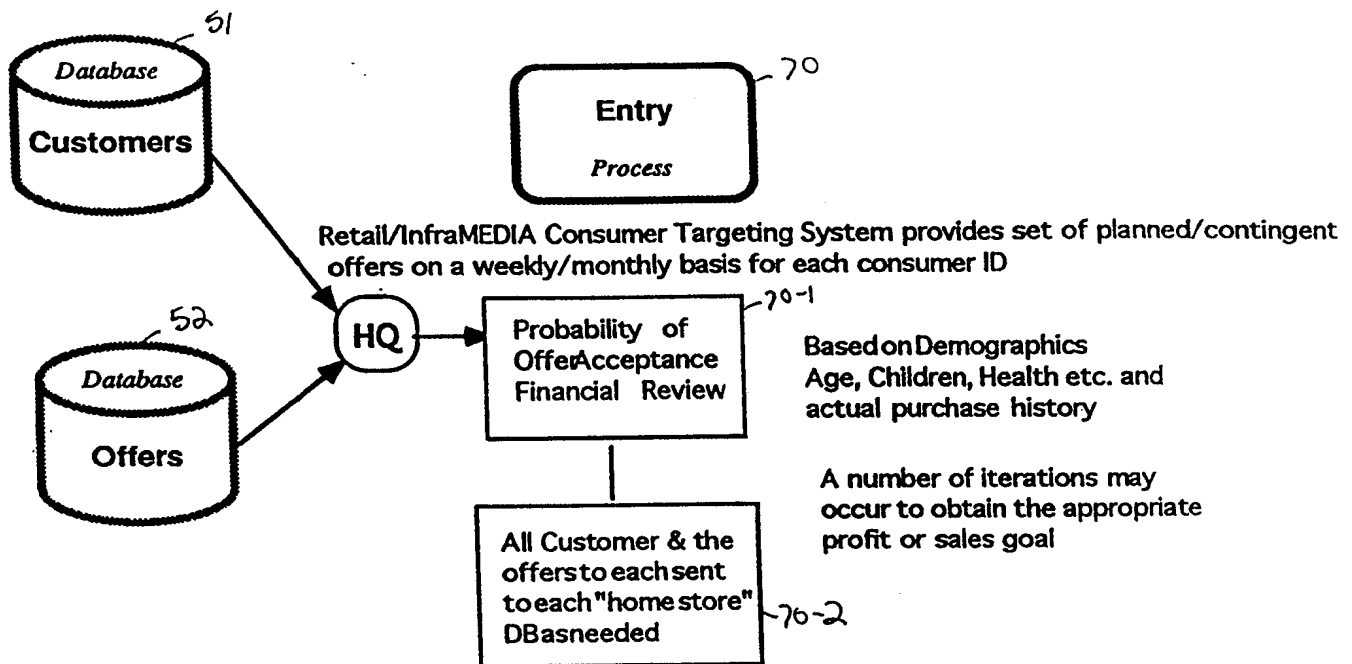 51
Database
Customers
70
Entry
Process
Retail/InfraMEDIA Consumer Targeting System provides set of planned/contingent
offers on a weekly/monthly basis for each consumer ID
52
Database
Offers
HQ
70-1
Probability of
OfferAcceptance
Financial Review
Based on Demographics
Age, Children, Health etc. and
actual purchase history
A number of iterations may
occur to obtain the appropriate
profit or sales goal
All Customer & the
offers to each sent
to each "home store"
DB as needed
70-2